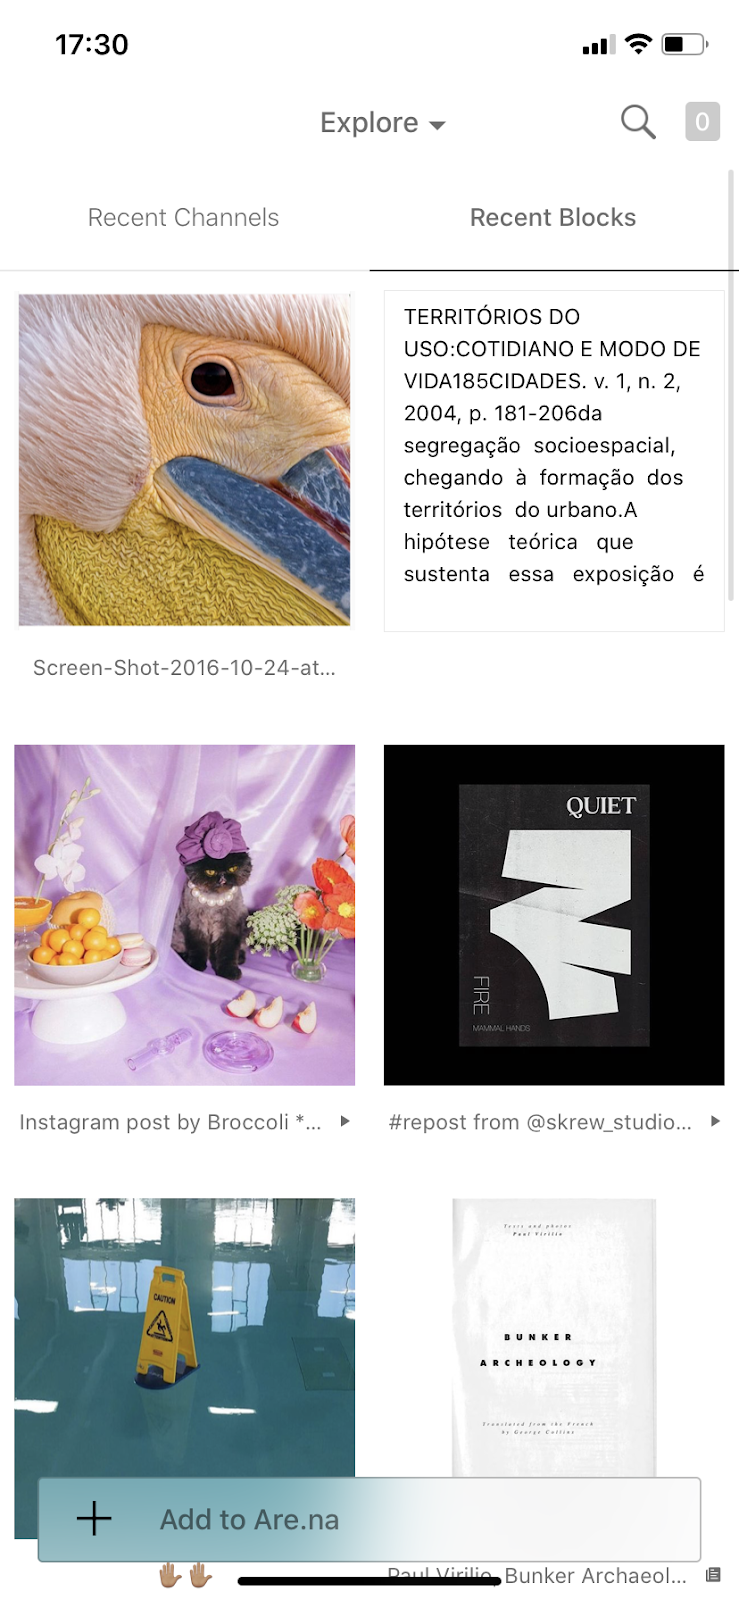 17:30
Explore
0
Recent Channels
Recent Blocks
TERRITÓRIOS DO
USO:COTIDIANO E MODO DE
VIDA185CIDADES. v. 1, n. 2,
2004, p. 181-206da
segregação socioespacial,
chegando à formação dos
territórios do urbano.A
hipótese teórica que
sustenta essa exposição é
Screen-Shot-2016-10-24-at...
QUIET
FIRE
MAMMAL HANDS
Instagram post by Broccoli *...
#repost from @skrew_studio...
CAUTION
Texts and photos
Paul Virilio
BUNKER
ARCHEOLOGY
Translated from the French
by George Collins
Add to Are.na
Paul Virilio, Bunker Archaeol...